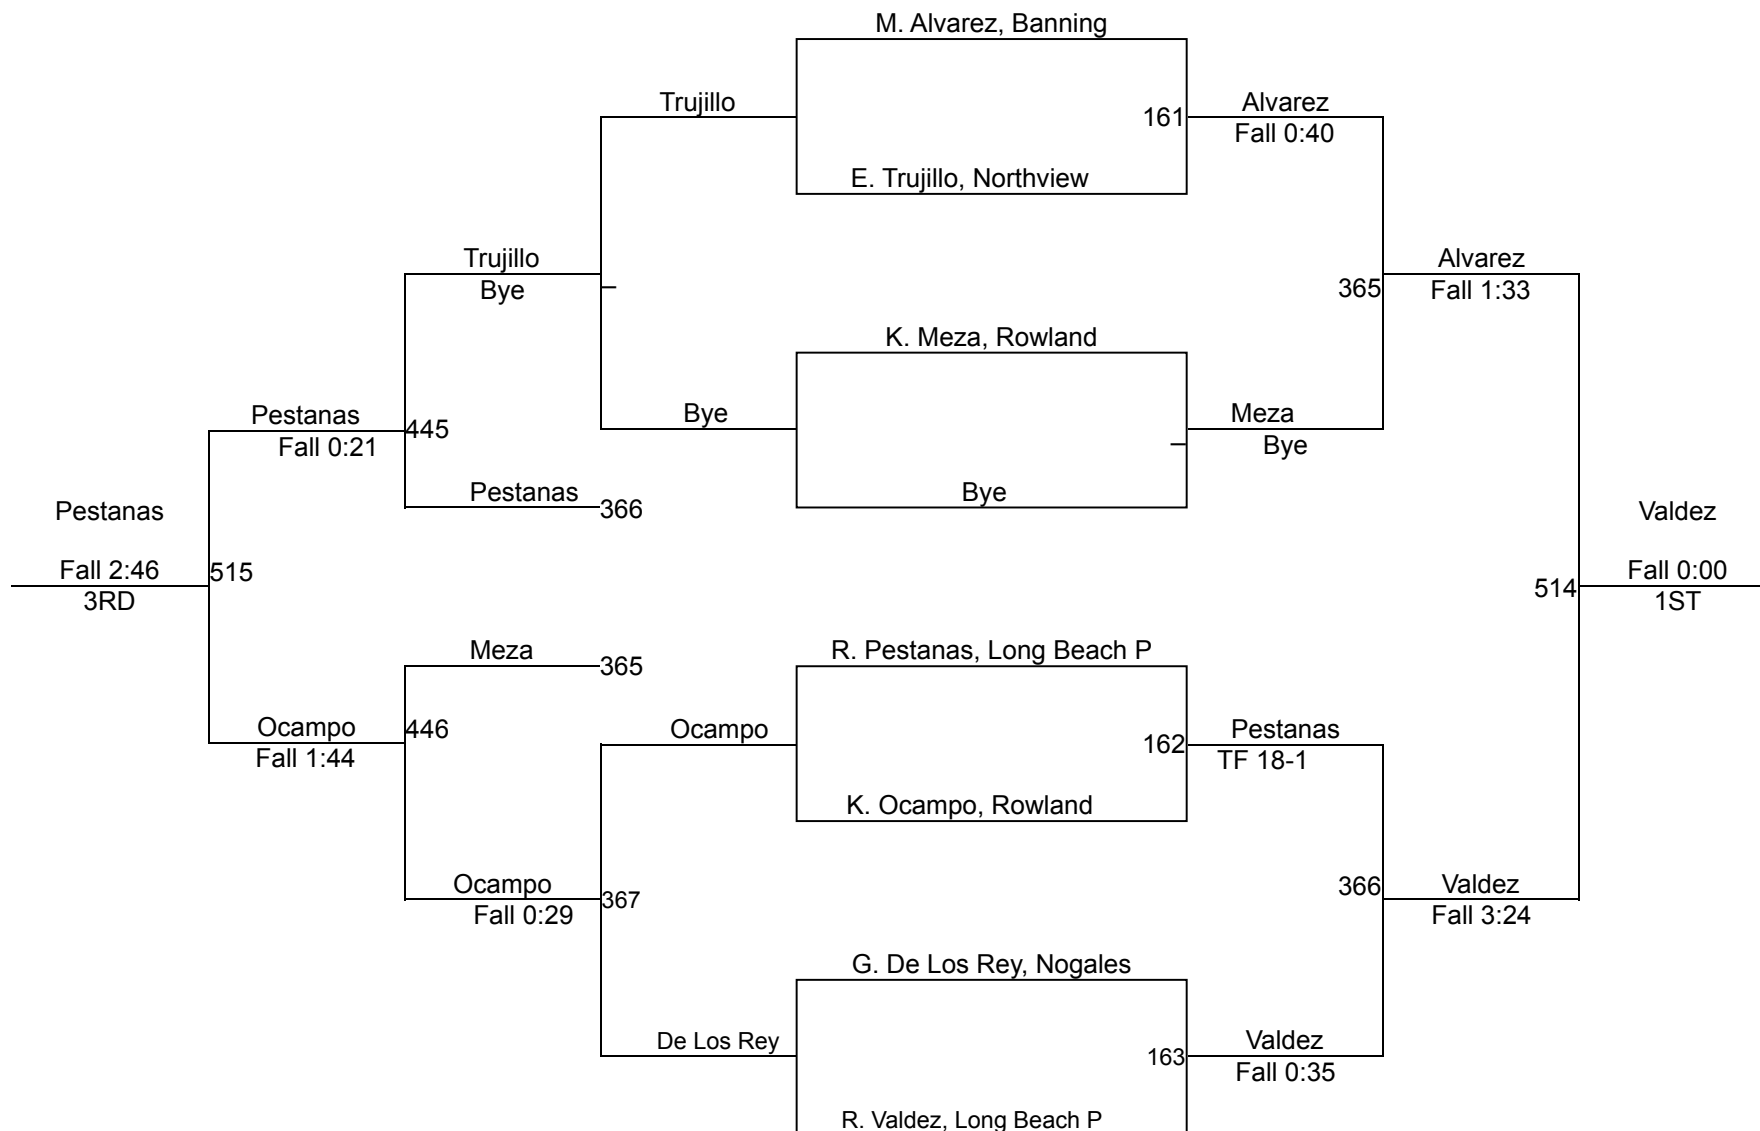 M. Alvarez, Banning
Trujillo
161
Alvarez
Fall 0:40
E. Trujillo, Northview
Trujillo
Bye
Alvarez
Fall 1:33
365
K. Meza, Rowland
Pestanas
Fall 0:21
445
Bye
Meza
Bye
Pestanas
366
Bye
Pestanas
Fall 2:46
3RD
515
Valdez
Fall 0:00
1ST
514
Meza
365
R. Pestanas, Long Beach P
Ocampo
Fall 1:44
446
Ocampo
162
Pestanas
TF 18-1
K. Ocampo, Rowland
Ocampo
Fall 0:29
367
366
Valdez
Fall 3:24
G. De Los Rey, Nogales
De Los Rey
163
Valdez
Fall 0:35
R. Valdez, Long Beach P